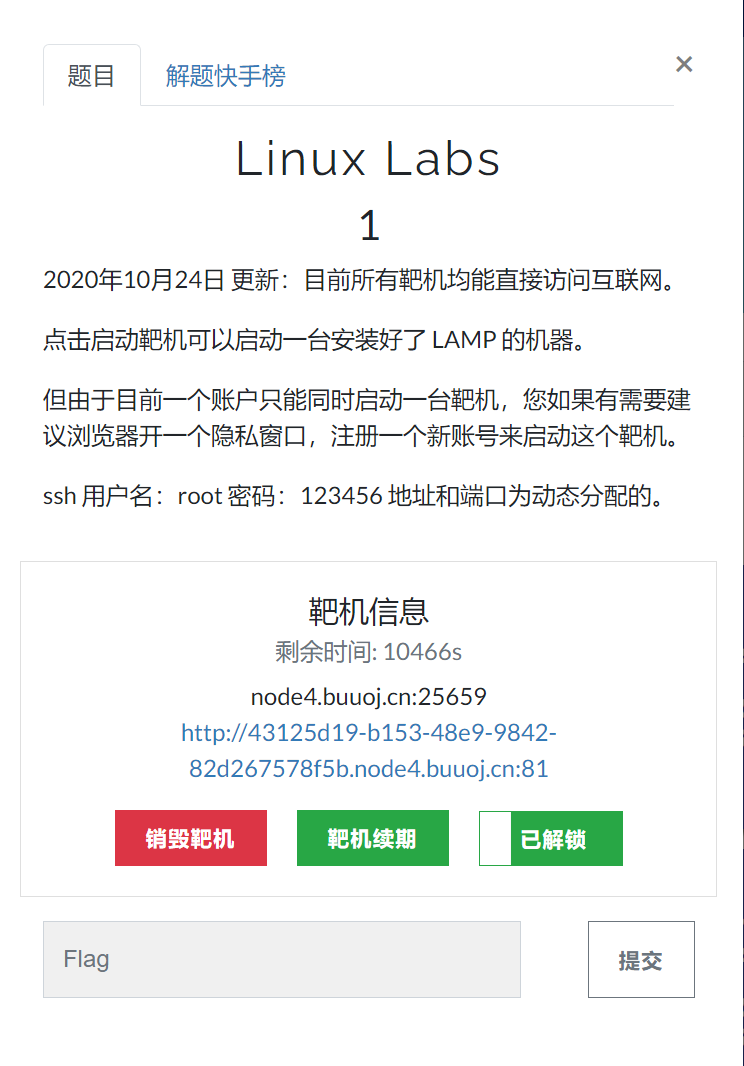 题目 解题快手榜 ×
Linux Labs
1
2020年10月24日 更新：目前所有靶机均能直接访问互联网。
点击启动靶机可以启动一台安装好了 LAMP 的机器。
但由于目前一个账户只能同时启动一台靶机，您如果有需要建
议浏览器开一个隐私窗口，注册一个新账号来启动这个靶机。
ssh 用户名：root 密码：123456 地址和端口为动态分配的。
靶机信息
剩余时间: 10466s
node4.buuoj.cn:25659
http://43125d19-b153-48e9-9842-
82d267578f5b.node4.buuoj.cn:81
销毁靶机 靶机续期 已解锁
Flag 提交